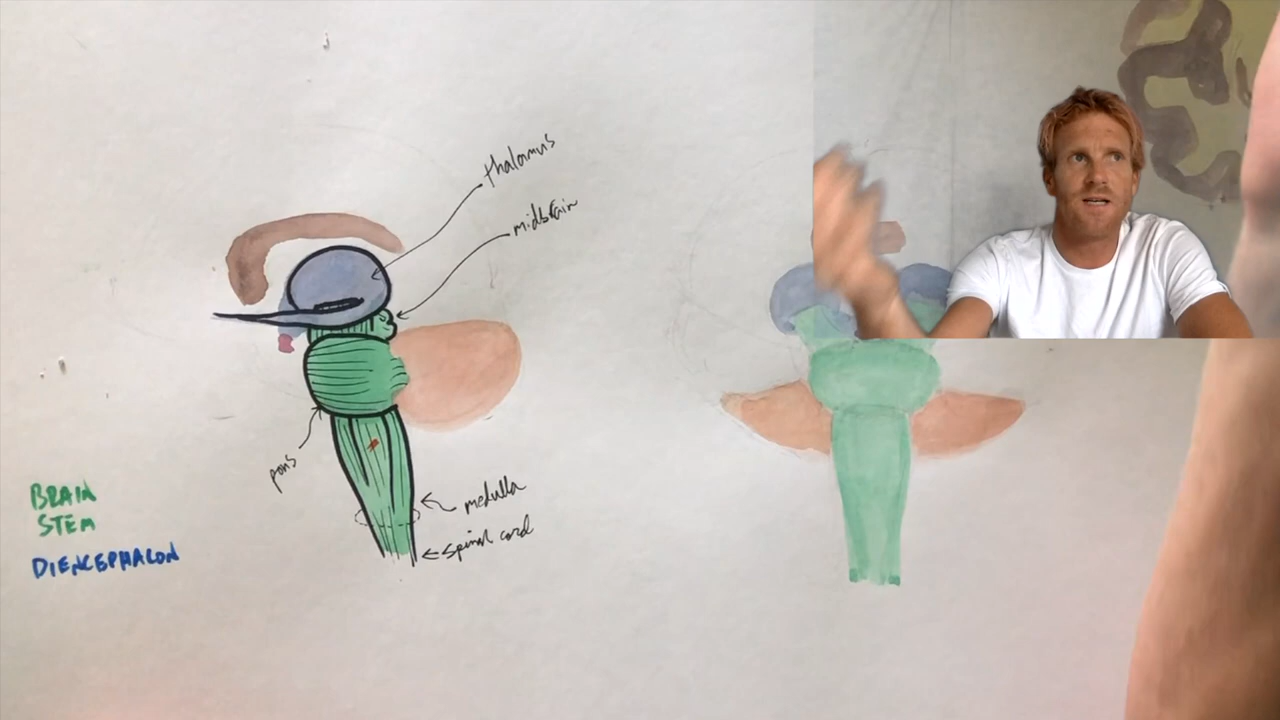 thalamus
midbrain
pons
medulla
spinal cord
BRAIN
STEM
DIENCEPHALON